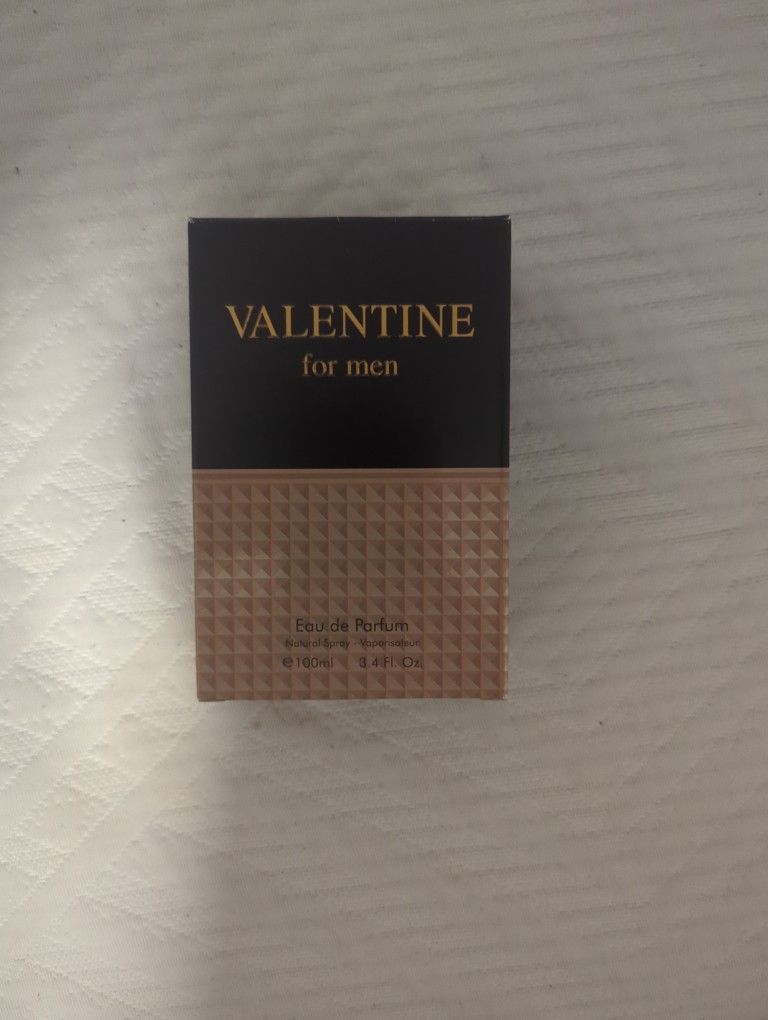 VALENTINE
for men
Eau de Parfum
Natural Spray - Vaporisateur
℮100ml 3.4 Fl. Oz.